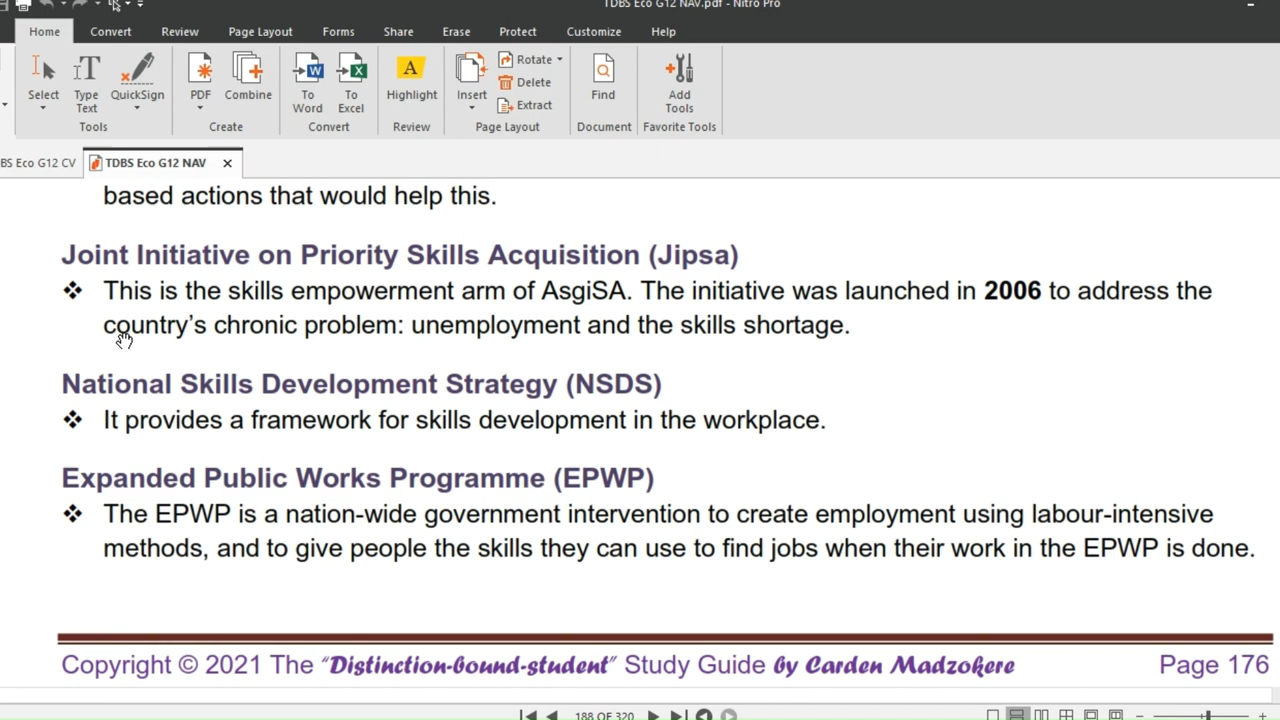 TDBS Eco G12 NAV.pdf - Nitro Pro
Home Convert Review Page Layout Forms Share Erase Protect Customize Help
Select Type Text QuickSign PDF Combine To Word To Excel Highlight Insert Rotate Delete Extract Find Add Tools
Tools Create Convert Review Page Layout Document Favorite Tools
BS Eco G12 CV TDBS Eco G12 NAV
based actions that would help this.
Joint Initiative on Priority Skills Acquisition (Jipsa)
❖ This is the skills empowerment arm of AsgiSA. The initiative was launched in 2006 to address the
country's chronic problem: unemployment and the skills shortage.
National Skills Development Strategy (NSDS)
❖ It provides a framework for skills development in the workplace.
Expanded Public Works Programme (EPWP)
❖ The EPWP is a nation-wide government intervention to create employment using labour-intensive
methods, and to give people the skills they can use to find jobs when their work in the EPWP is done.
Copyright © 2021 The "Distinction-bound-student" Study Guide by Carden Madzokere Page 176
188 OF 320